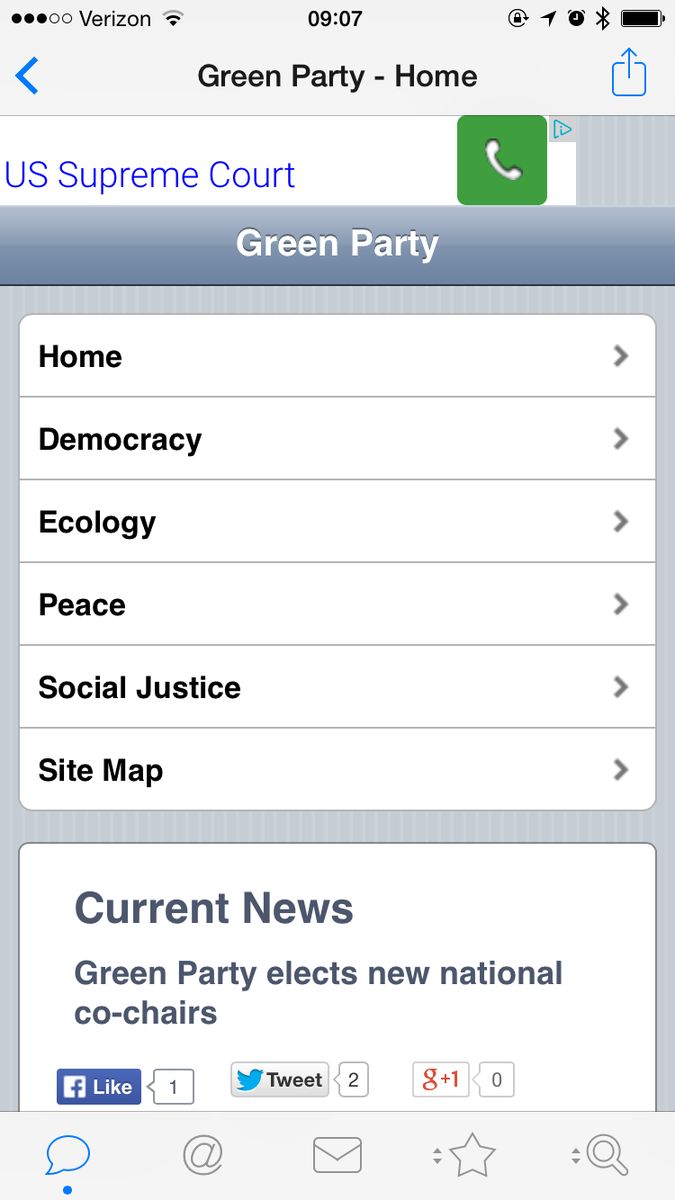 Verizon 09:07
Green Party - Home
US Supreme Court
Green Party
Home
Democracy
Ecology
Peace
Social Justice
Site Map
Current News
Green Party elects new national
co-chairs
f Like 1 Tweet 2 g+1 0
@